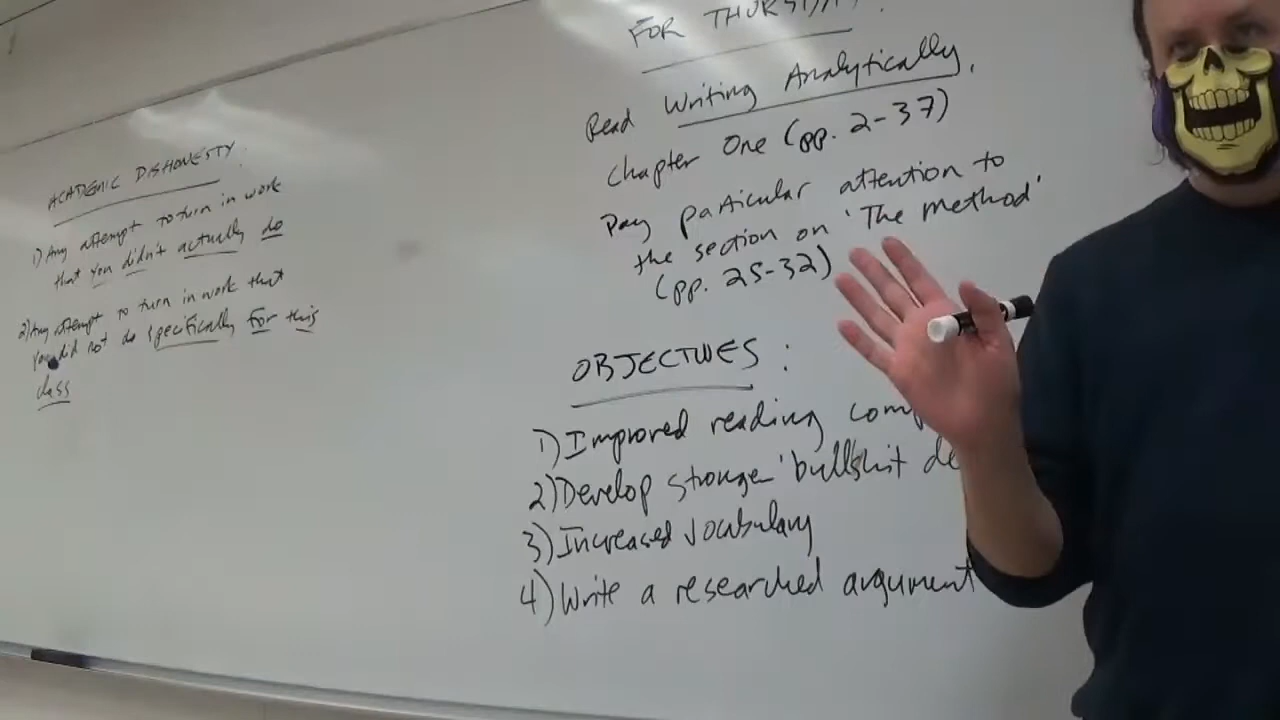 ACADEMIC DISHONESTY.
1) Any attempt to turn in work
that you didn't actually do
2) Any attempt to turn in work that
you did not do specifically for this
class
FOR THURSDAY:
Read Writing Analytically,
Chapter One (pp. 2-37)
Pay particular attention to
the section on 'The Method'
(pp. 25-32)
OBJECTIVES:
1) Improved reading comp
2) Develop stronger 'bullshit de
3) Increased vocabulary
4) Write a researched argument